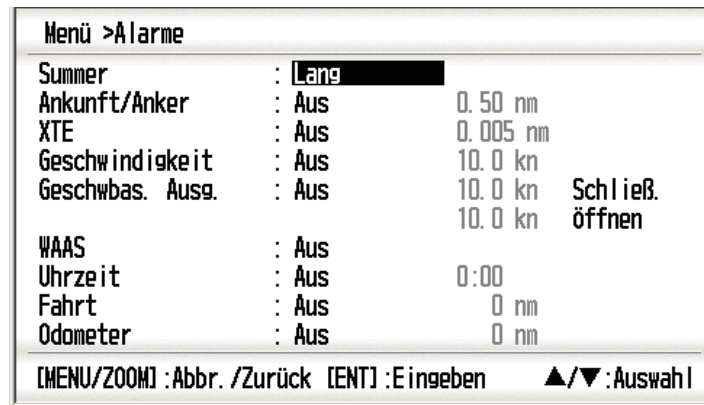 Menü >Alarme
Summer : Lang
Ankunft/Anker : Aus 0.50 nm
XTE : Aus 0.005 nm
Geschwindigkeit : Aus 10.0 kn
Geschwbas. Ausg. : Aus 10.0 kn Schließ.
10.0 kn öffnen
WAAS : Aus
Uhrzeit : Aus 0:00
Fahrt : Aus 0 nm
Odometer : Aus 0 nm
[MENU/ZOOM]:Abbr./Zurück [ENT]:Eingeben ▲/▼:Auswahl